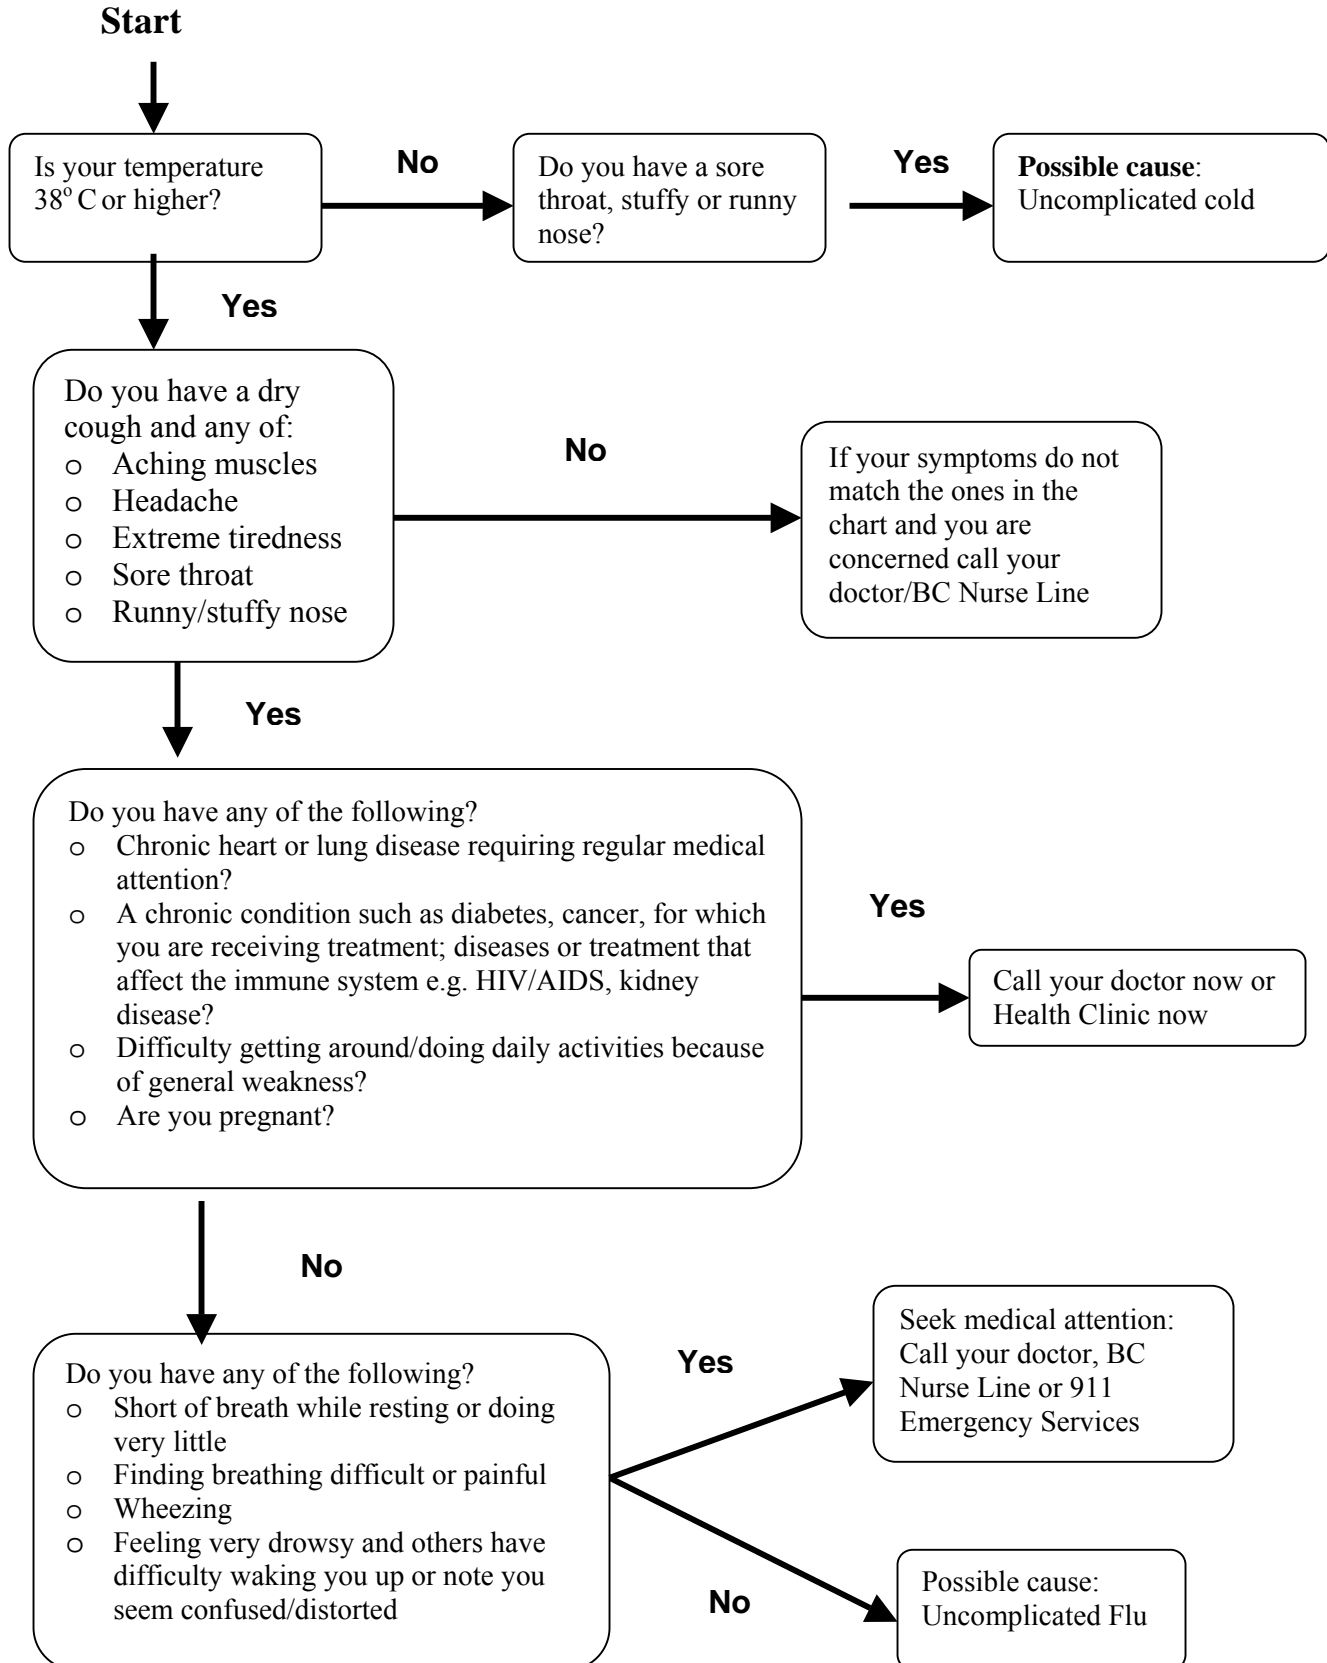 Start
Is your temperature
38° C or higher?
No
Do you have a sore
throat, stuffy or runny
nose?
Yes
Possible cause:
Uncomplicated cold
Yes
Do you have a dry
cough and any of:
o Aching muscles
o Headache
o Extreme tiredness
o Sore throat
o Runny/stuffy nose
No
If your symptoms do not
match the ones in the
chart and you are
concerned call your
doctor/BC Nurse Line
Yes
Do you have any of the following?
o Chronic heart or lung disease requiring regular medical
attention?
o A chronic condition such as diabetes, cancer, for which
you are receiving treatment; diseases or treatment that
affect the immune system e.g. HIV/AIDS, kidney
disease?
o Difficulty getting around/doing daily activities because
of general weakness?
o Are you pregnant?
Yes
Call your doctor now or
Health Clinic now
No
Do you have any of the following?
o Short of breath while resting or doing
very little
o Finding breathing difficult or painful
o Wheezing
o Feeling very drowsy and others have
difficulty waking you up or note you
seem confused/distorted
Yes
Seek medical attention:
Call your doctor, BC
Nurse Line or 911
Emergency Services
No
Possible cause:
Uncomplicated Flu